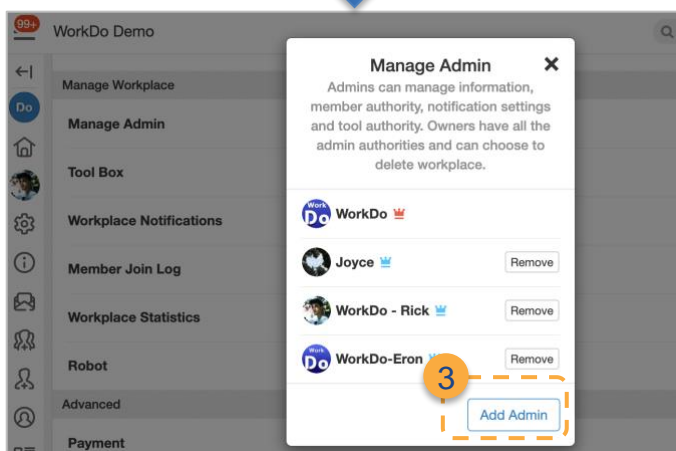 99+
WorkDo Demo
Do
Manage Workplace
Manage Admin
Tool Box
Workplace Notifications
Member Join Log
Workplace Statistics
Robot
Advanced
Payment
Manage Admin
Admins can manage information,
member authority, notification settings
and tool authority. Owners have all the
admin authorities and can choose to
delete workplace.
Work
Do
WorkDo
Joyce
Remove
WorkDo - Rick
Remove
Work
Do
WorkDo-Eron
Remove
3
Add Admin